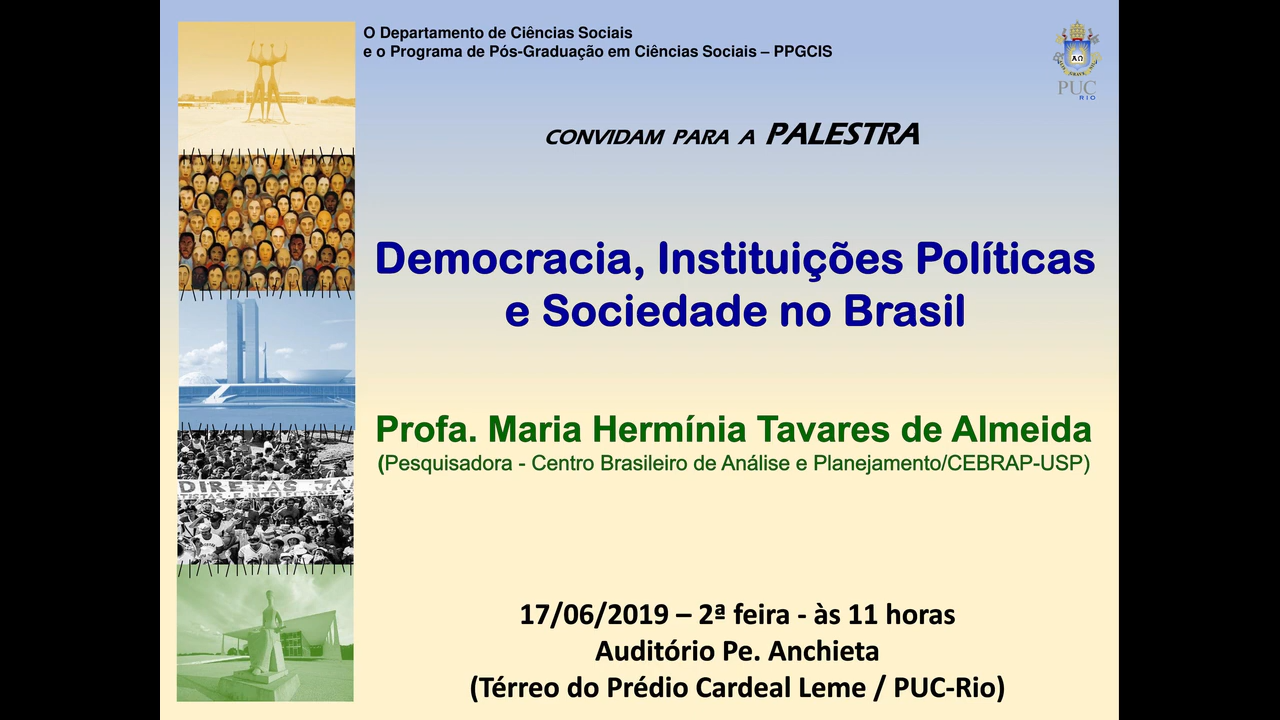 O Departamento de Ciências Sociais
e o Programa de Pós-Graduação em Ciências Sociais – PPGCIS
PUC
RIO
CONVIDAM PARA A PALESTRA
Democracia, Instituições Políticas
e Sociedade no Brasil
Profa. Maria Hermínia Tavares de Almeida
(Pesquisadora - Centro Brasileiro de Análise e Planejamento/CEBRAP-USP)
DIRETAS JÁ
TISTAS E INTELECTUAIS
17/06/2019 – 2ª feira - às 11 horas
Auditório Pe. Anchieta
(Térreo do Prédio Cardeal Leme / PUC-Rio)